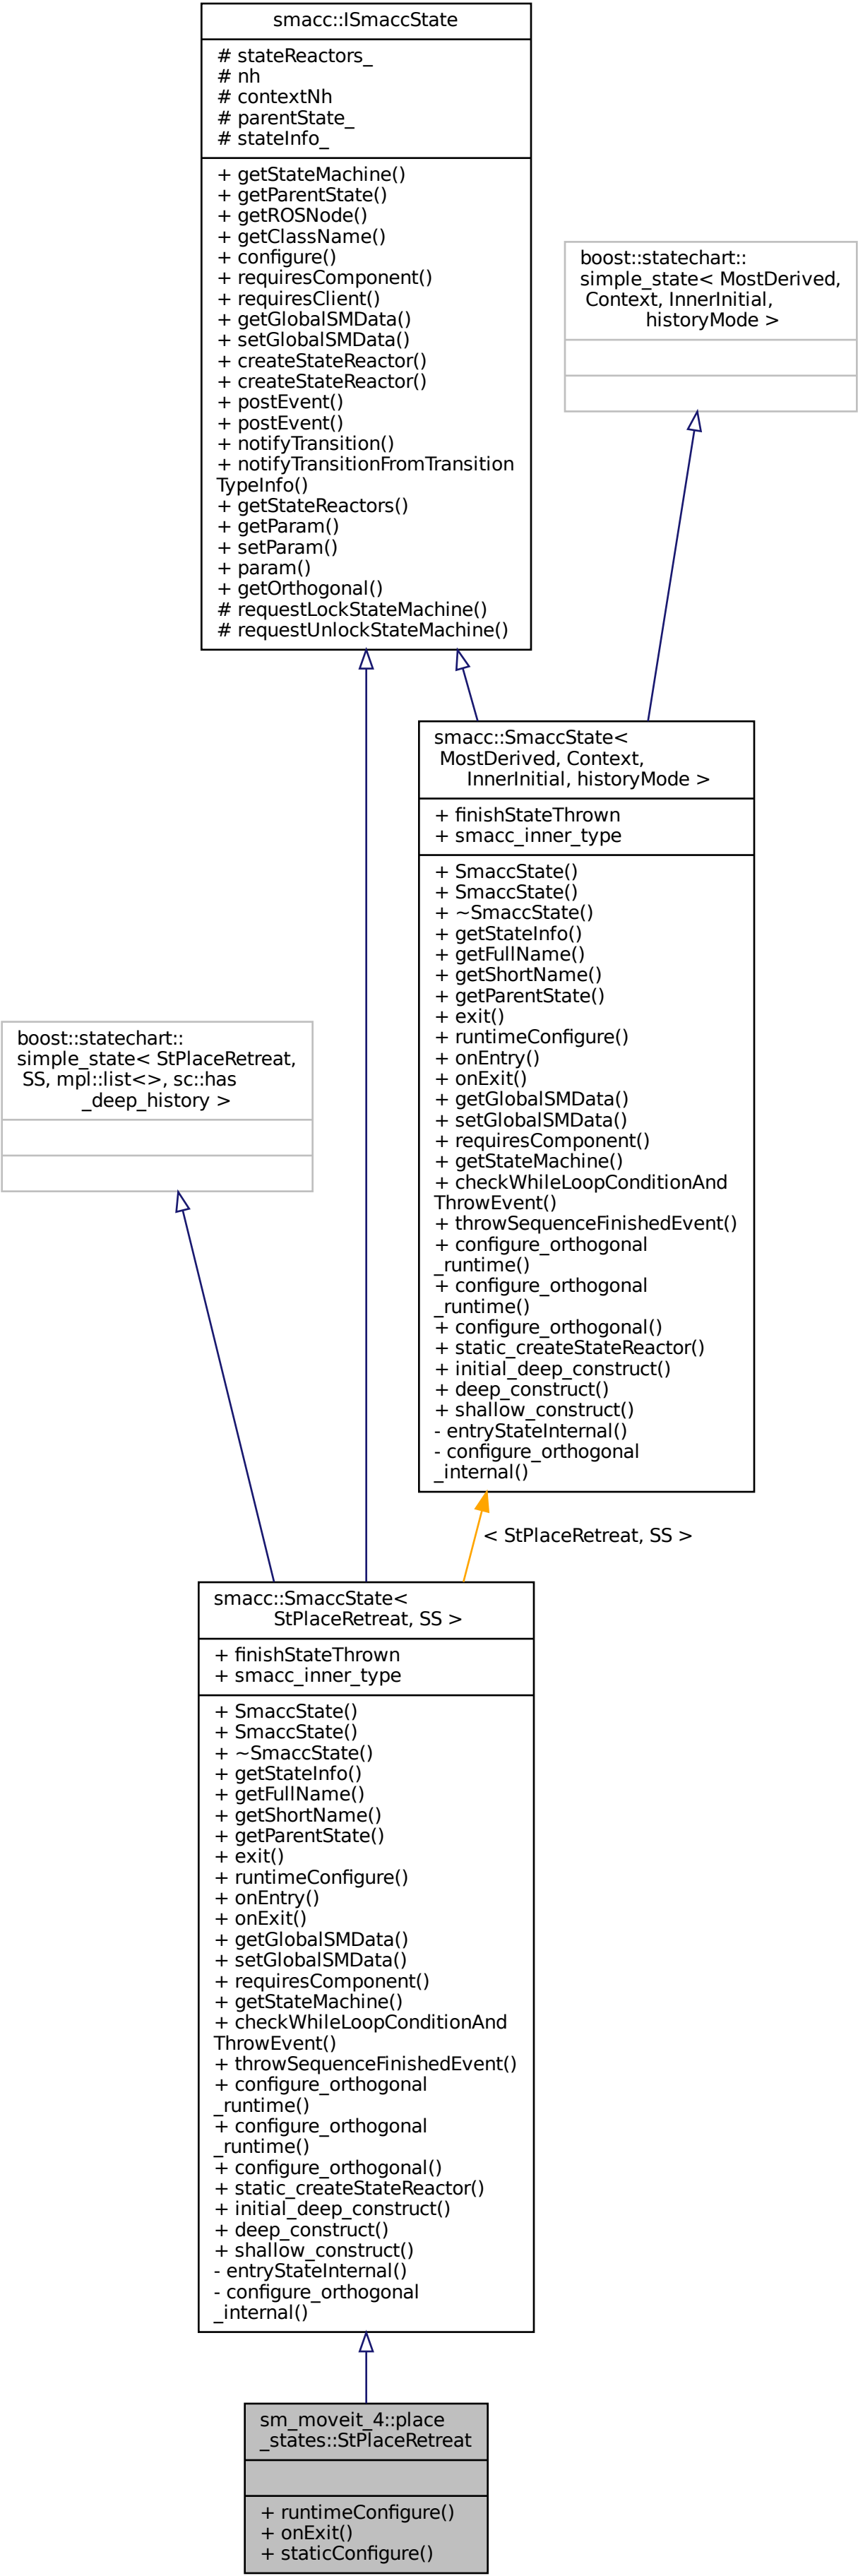 smacc::ISmaccState
# stateReactors_
# nh
# contextNh
# parentState_
# stateInfo_
+ getStateMachine()
+ getParentState()
+ getROSNode()
+ getClassName()
+ configure()
+ requiresComponent()
+ requiresClient()
+ getGlobalSMData()
+ setGlobalSMData()
+ createStateReactor()
+ createStateReactor()
+ postEvent()
+ postEvent()
+ notifyTransition()
+ notifyTransitionFromTransition
TypeInfo()
+ getStateReactors()
+ getParam()
+ setParam()
+ param()
+ getOrthogonal()
# requestLockStateMachine()
# requestUnlockStateMachine()
boost::statechart::
simple_state< MostDerived,
Context, InnerInitial,
historyMode >
smacc::SmaccState<
MostDerived, Context,
InnerInitial, historyMode >
+ finishStateThrown
+ smacc_inner_type
+ SmaccState()
+ SmaccState()
+ ~SmaccState()
+ getStateInfo()
+ getFullName()
+ getShortName()
+ getParentState()
+ exit()
+ runtimeConfigure()
+ onEntry()
+ onExit()
+ getGlobalSMData()
+ setGlobalSMData()
+ requiresComponent()
+ getStateMachine()
+ checkWhileLoopConditionAnd
ThrowEvent()
+ throwSequenceFinishedEvent()
+ configure_orthogonal
_runtime()
+ configure_orthogonal
_runtime()
+ configure_orthogonal()
+ static_createStateReactor()
+ initial_deep_construct()
+ deep_construct()
+ shallow_construct()
- entryStateInternal()
- configure_orthogonal
_internal()
boost::statechart::
simple_state< StPlaceRetreat,
SS, mpl::list<>, sc::has
_deep_history >
< StPlaceRetreat, SS >
smacc::SmaccState<
StPlaceRetreat, SS >
+ finishStateThrown
+ smacc_inner_type
+ SmaccState()
+ SmaccState()
+ ~SmaccState()
+ getStateInfo()
+ getFullName()
+ getShortName()
+ getParentState()
+ exit()
+ runtimeConfigure()
+ onEntry()
+ onExit()
+ getGlobalSMData()
+ setGlobalSMData()
+ requiresComponent()
+ getStateMachine()
+ checkWhileLoopConditionAnd
ThrowEvent()
+ throwSequenceFinishedEvent()
+ configure_orthogonal
_runtime()
+ configure_orthogonal
_runtime()
+ configure_orthogonal()
+ static_createStateReactor()
+ initial_deep_construct()
+ deep_construct()
+ shallow_construct()
- entryStateInternal()
- configure_orthogonal
_internal()
sm_moveit_4::place
_states::StPlaceRetreat
+ runtimeConfigure()
+ onExit()
+ staticConfigure()